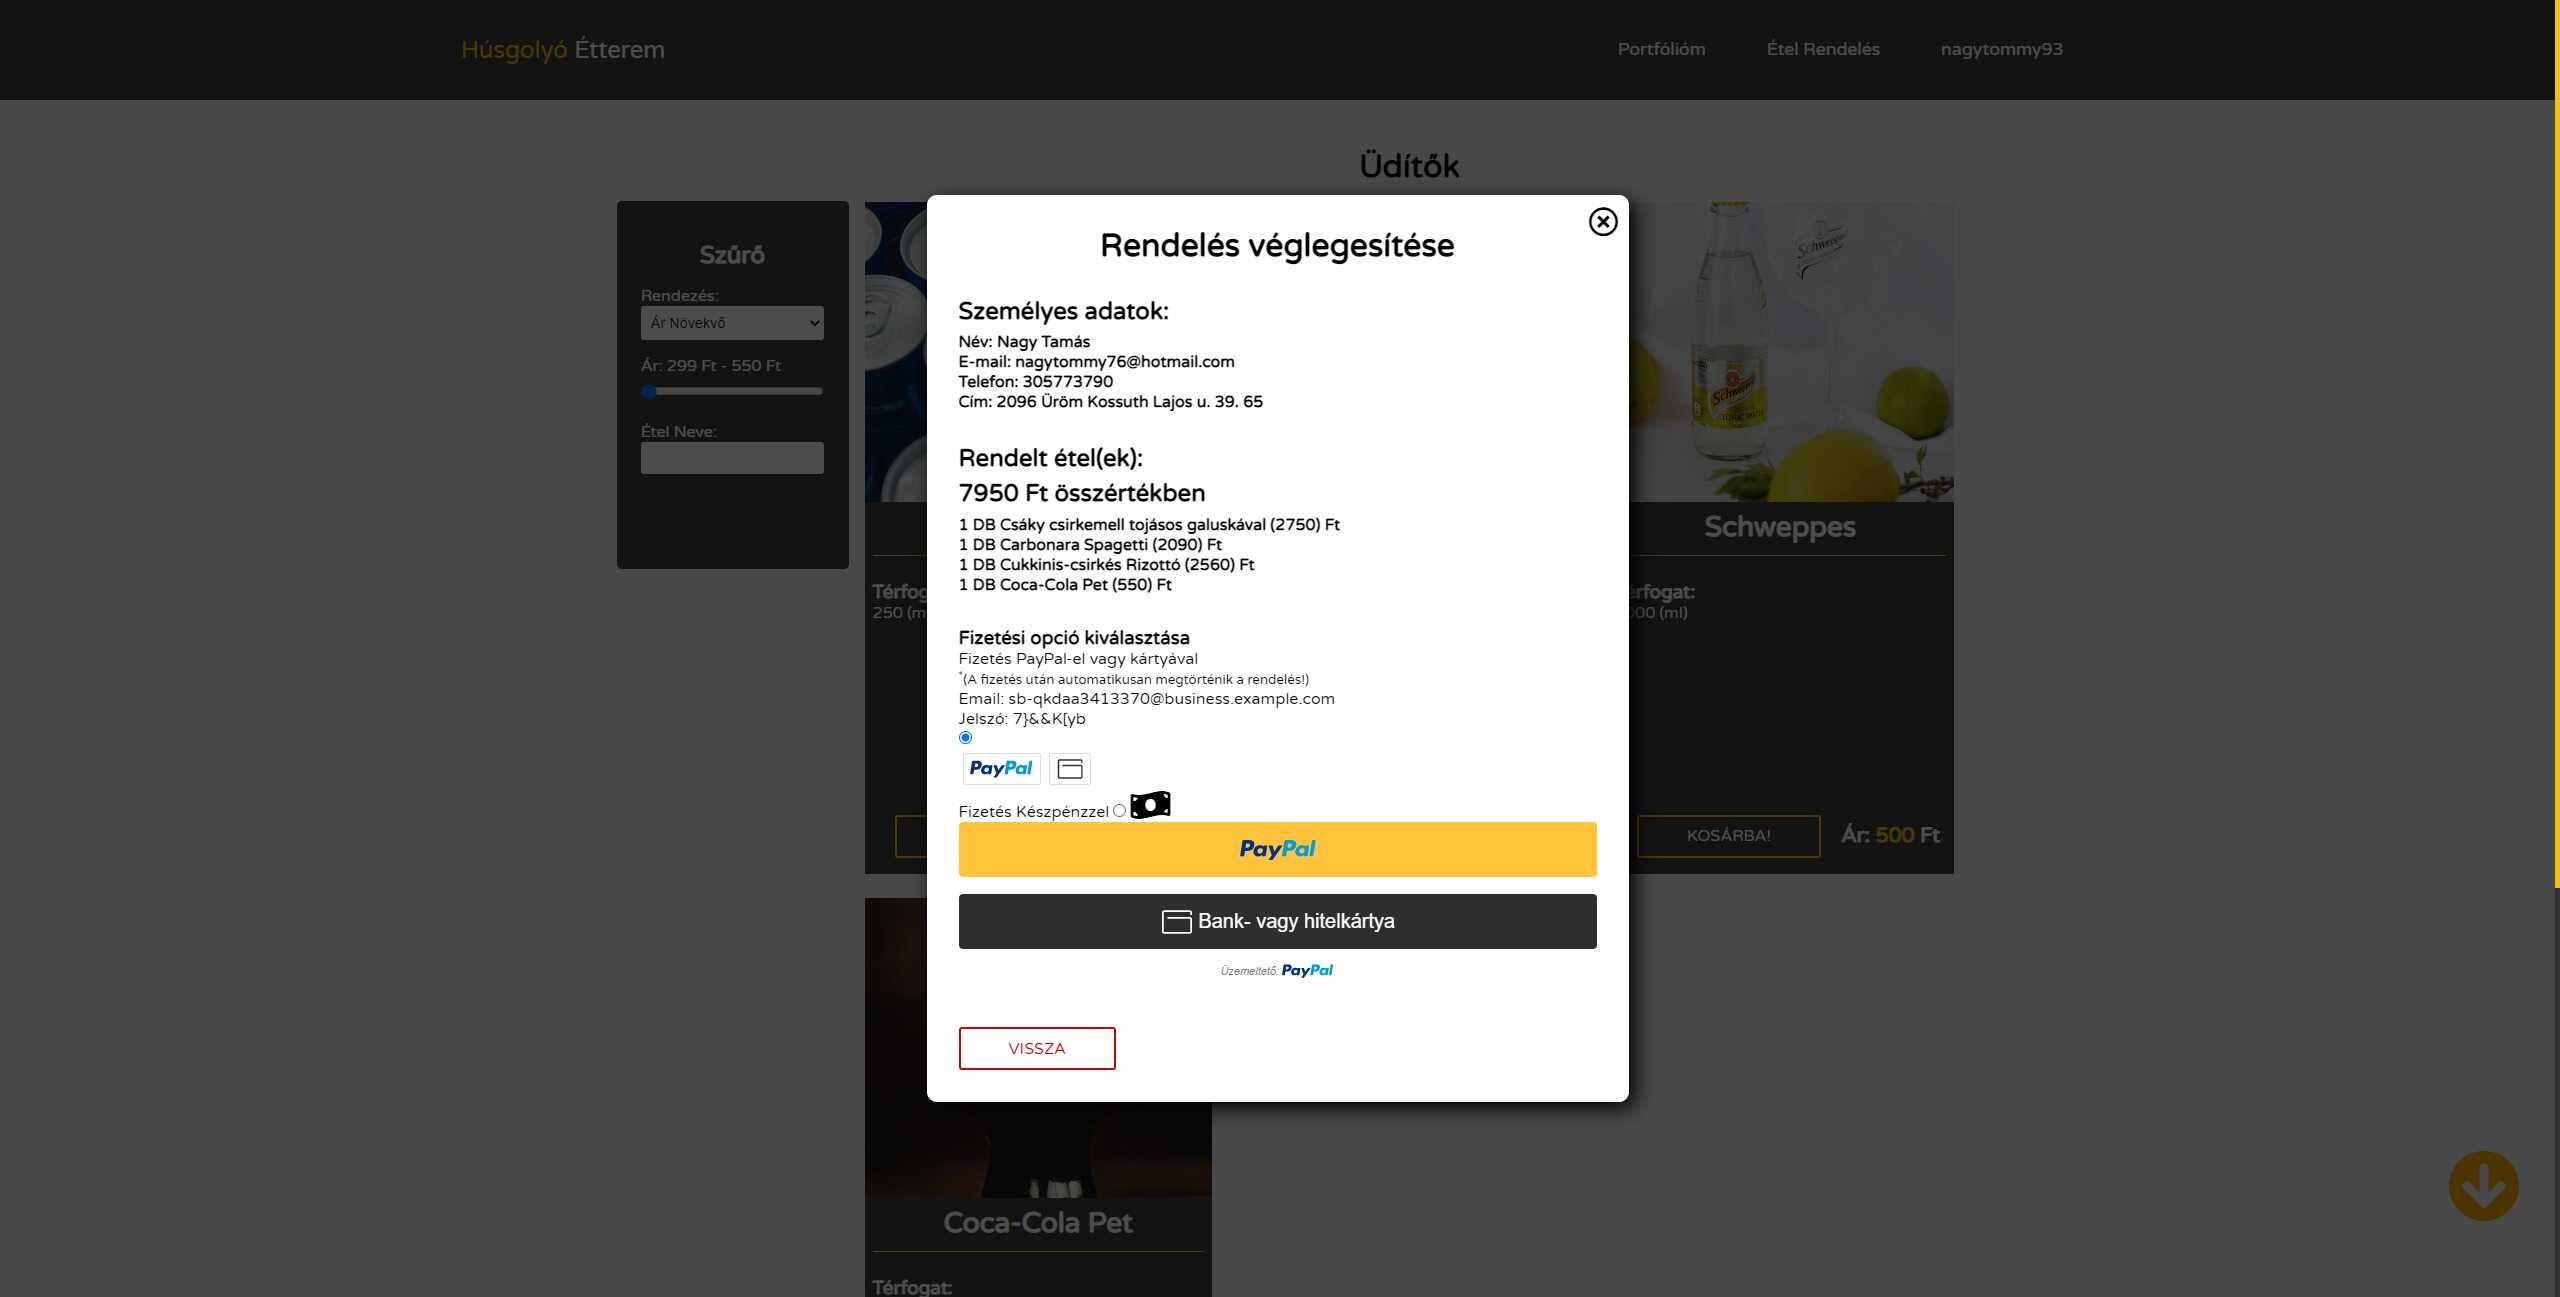 Húsgolyó Étterem
Portfólióm
Étel Rendelés
nagytommy93
Üdítők
Szűrő
Rendezés:
Ár Növekvő
Ár: 299 Ft - 550 Ft
Étel Neve:
Rendelés véglegesítése
Személyes adatok:
Név: Nagy Tamás
E-mail: nagytommy76@hotmail.com
Telefon: 305773790
Cím: 2096 Üröm Kossuth Lajos u. 39. 65
Rendelt étel(ek):
7950 Ft összértékben
1 DB Csáky csirkemell tojásos galuskával (2750) Ft
1 DB Carbonara Spagetti (2090) Ft
1 DB Cukkinis-csirkés Rizottó (2560) Ft
1 DB Coca-Cola Pet (550) Ft
Fizetési opció kiválasztása
Fizetés PayPal-el vagy kártyával
*(A fizetés után automatikusan megtörténik a rendelés!)
Email: sb-qkdaa3413370@business.example.com
Jelszó: 7}&&K[yb
PayPal
Fizetés Készpénzzel
PayPal
Bank- vagy hitelkártya
Üzemeltető: PayPal
VISSZA
Schweppes
Schweppes
Schweppes
KOSÁRBA!
Ár: 500 Ft
250
(ml)
Coca-Cola Pet
Térfogat: